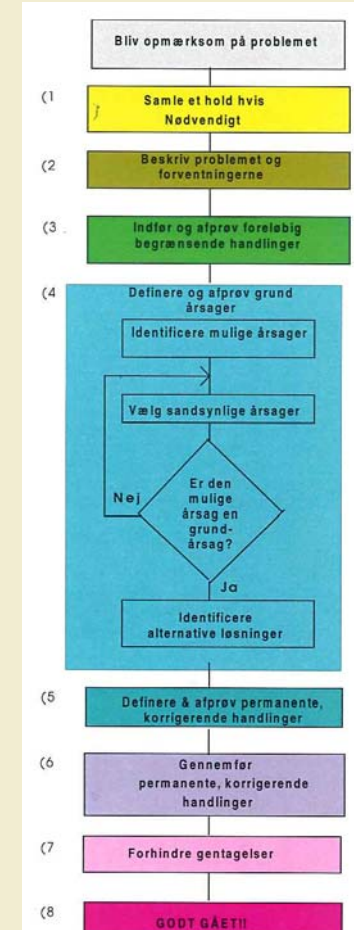 Bliv opmærksom på problemet
(1
Samle et hold hvis
Nødvendigt
(2
Beskriv problemet og
forventningerne
(3
Indfør og afprøv foreløbig
begrænsende handlinger
(4
Definere og afprøv grund
årsager
Identificere mulige årsager
Vælg sandsynlige årsager
Er den
mulige
årsag en
grund-
årsag?
Nej
Ja
Identificere
alternative løsninger
(5
Definere & afprøv permanente,
korrigerende handlinger
(6
Gennemfør
permanente, korrigerende
handlinger
(7
Forhindre gentagelser
(8
GODT GÅET!!